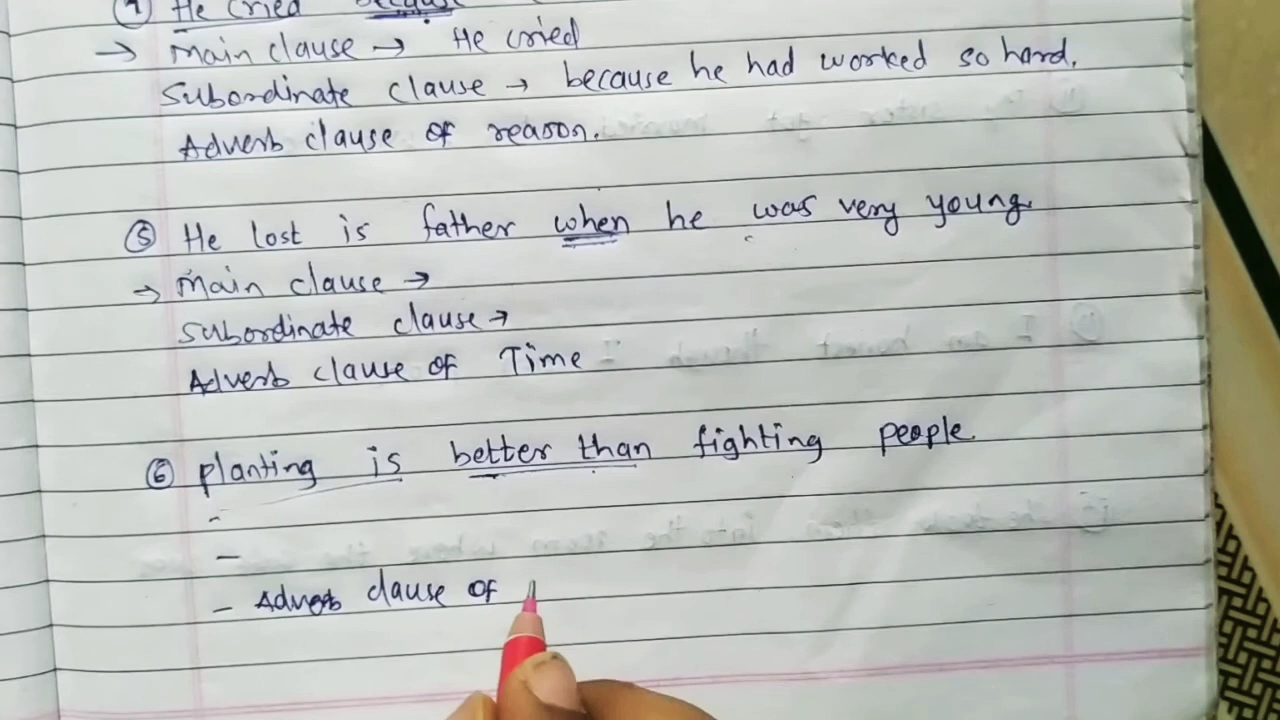 ④ He cried because
→ Main clause → He cried
Subordinate clause → because he had worked so hard.
Adverb clause of reason.
⑤ He lost is father when he was very young.
→ Main clause →
Subordinate clause →
Adverb clause of Time
⑥ planting is better than fighting people.
-
-
- Adverb clause of